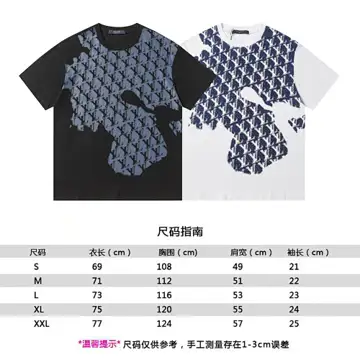 尺码指南
尺码 衣长(cm) 胸围(cm) 肩宽(cm) 袖长(cm)
S 69 108 49 21
M 71 112 51 22
L 73 116 53 23
XL 75 120 55 24
XXL 77 124 57 25
*温馨提示* 尺码仅供参考，手工测量存在1-3cm误差